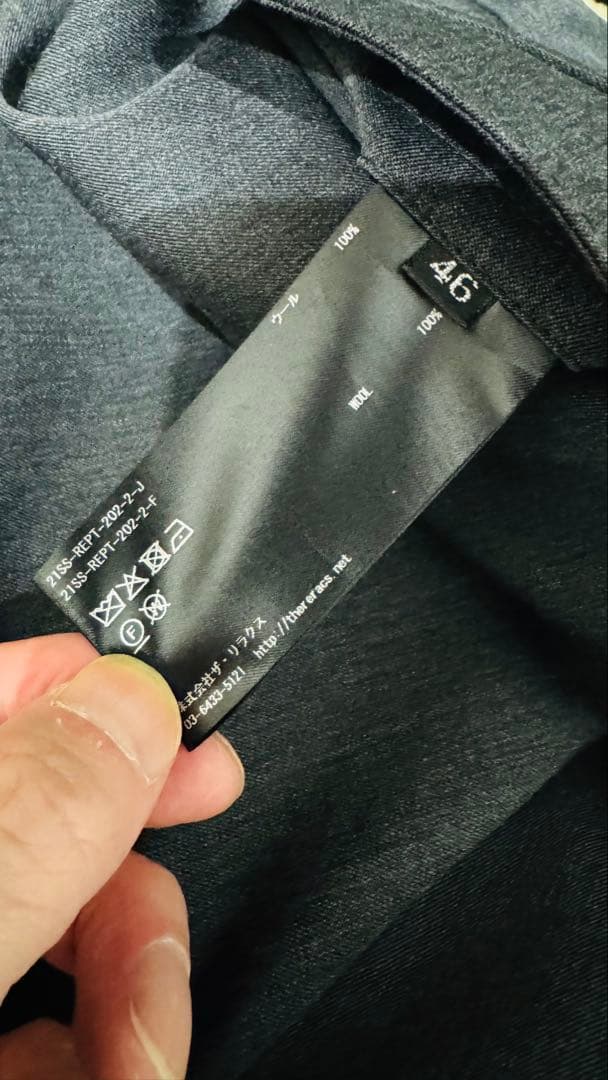 46
ウール 100%
WOOL 100%
21SS-REPT-202-2-J
21SS-REPT-202-2-F
F
W
株式会社ザ・リラクス
03-6433-5121 http://thereracs.net